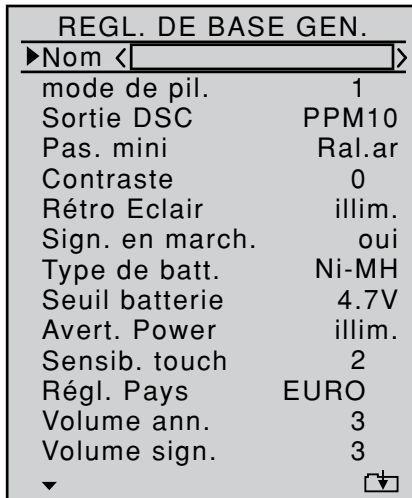 REGL. DE BASE GEN.
Nom
mode de pil. 1
Sortie DSC PPM10
Pas. mini Ral.ar
Contraste 0
Rétro Eclair illim.
Sign. en march. oui
Type de batt. Ni-MH
Seuil batterie 4.7V
Avert. Power illim.
Sensib. touch 2
Régl. Pays EURO
Volume ann. 3
Volume sign. 3